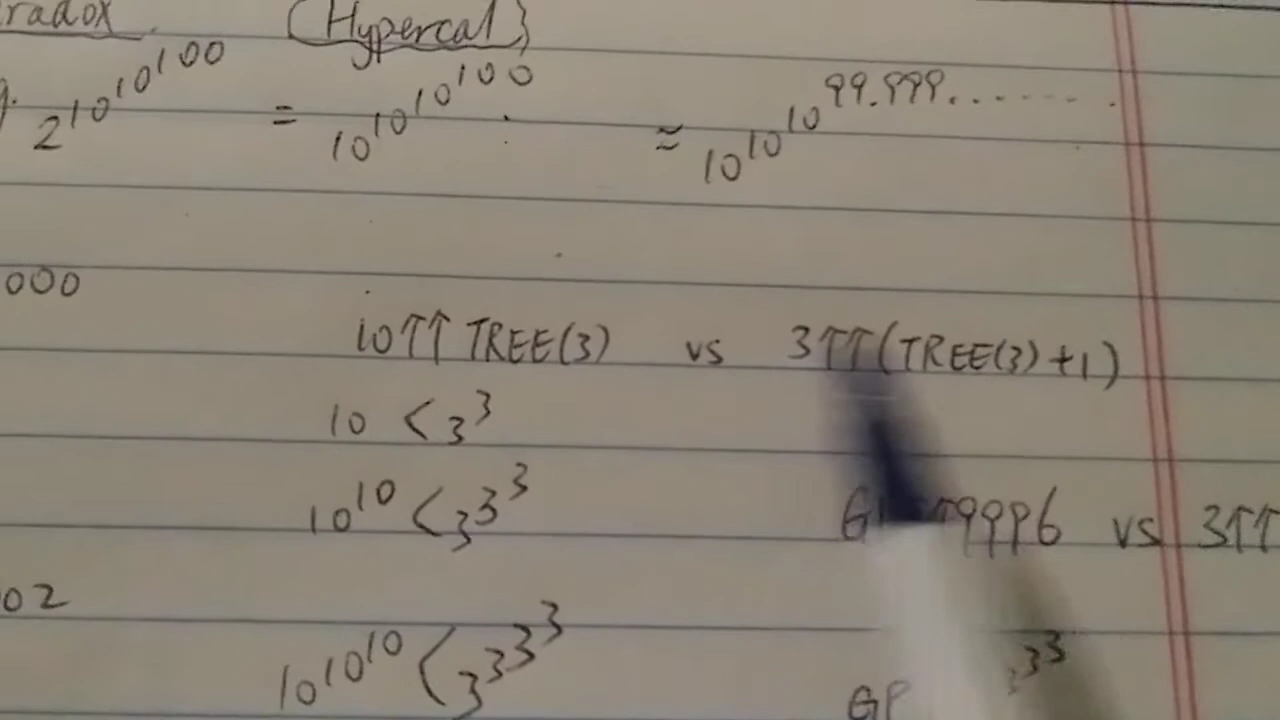 radox (Hypercal)
2^10^10^100 = 10^10^10^100 ≈ 10^10^10^99.999.......
000
10↑↑TREE(3) vs 3↑↑(TREE(3)+1)
10 < 3^3
10^10 < 3^3^3
vs 3↑↑
02
10^10^10 < 3^3^3^3